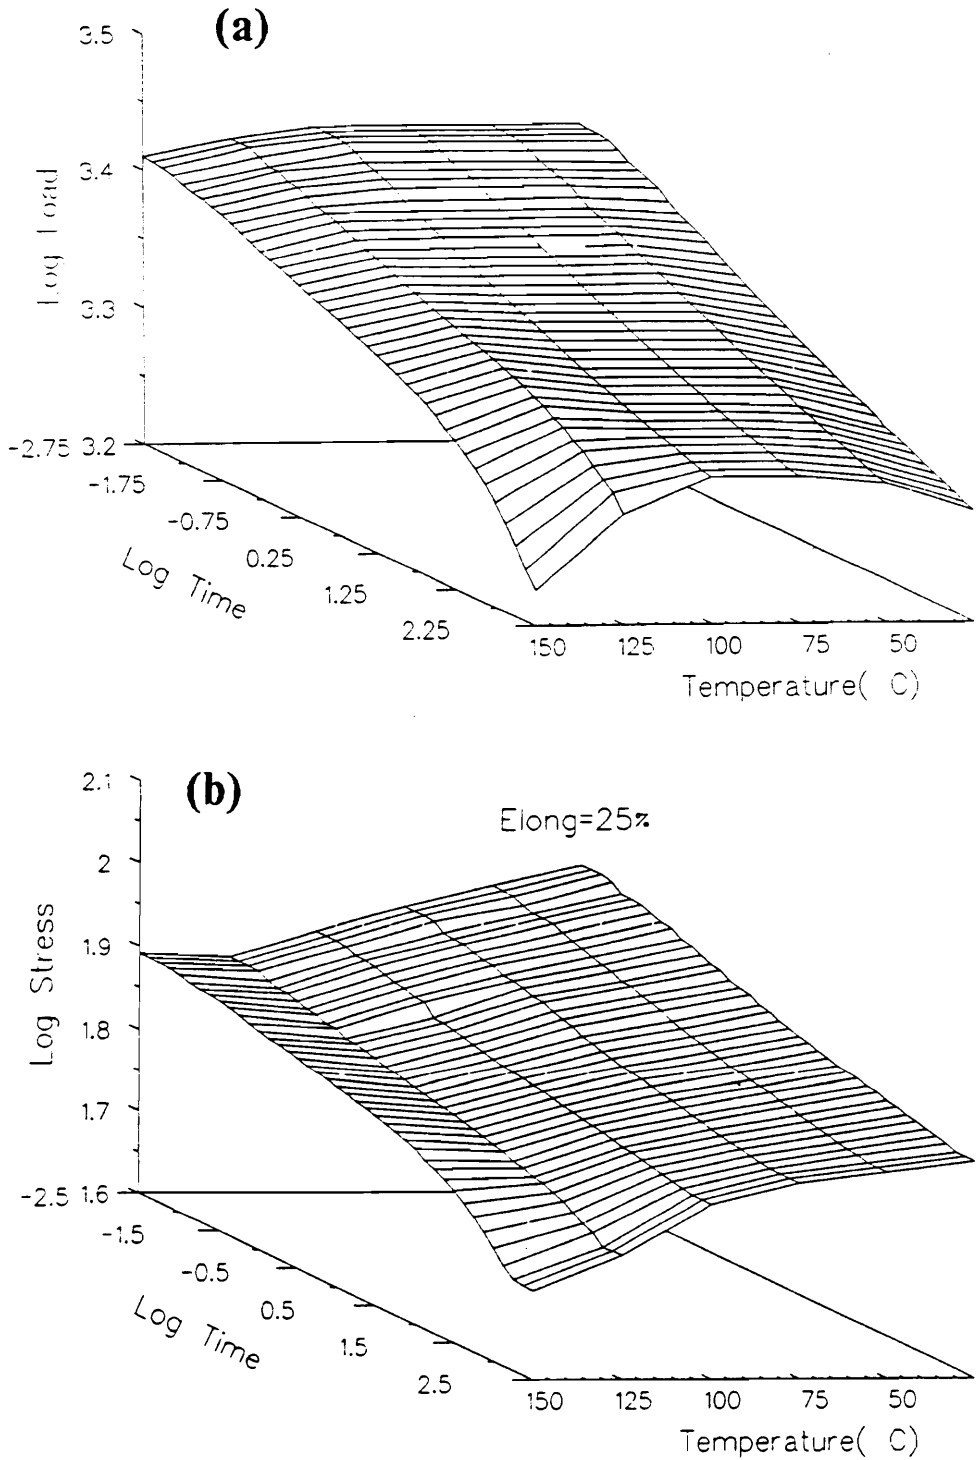 (a)
3.5
3.4
3.3
3.2
Log Load
-2.75
-1.75
-0.75
0.25
1.25
2.25
Log Time
150 125 100 75 50
Temperature( C)
(b)
Elong=25%
2.1
2
1.9
1.8
1.7
1.6
Log Stress
-2.5
-1.5
-0.5
0.5
1.5
2.5
Log Time
150 125 100 75 50
Temperature( C)